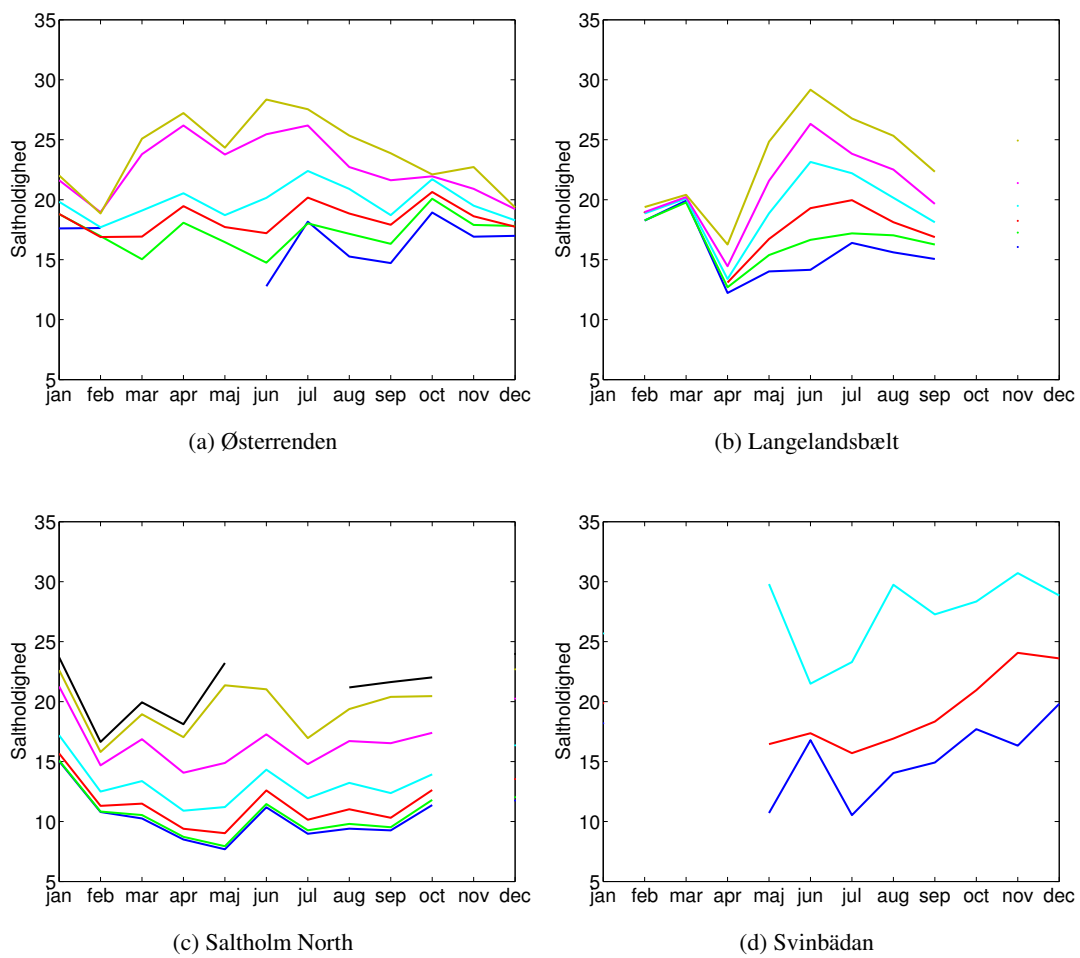 35
30
25
20
15
10
5
Saltholdighed
jan feb mar apr maj jun jul aug sep oct nov dec
(a) Østerrenden
35
30
25
20
15
10
5
Saltholdighed
jan feb mar apr maj jun jul aug sep oct nov dec
(b) Langelandsbælt
35
30
25
20
15
10
5
Saltholdighed
jan feb mar apr maj jun jul aug sep oct nov dec
(c) Saltholm North
35
30
25
20
15
10
5
Saltholdighed
jan feb mar apr maj jun jul aug sep oct nov dec
(d) Svinbädan